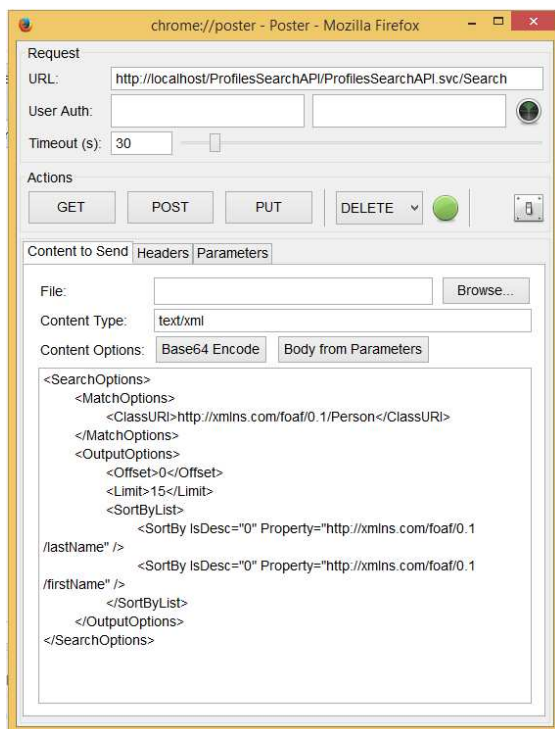 chrome://poster - Poster - Mozilla Firefox
Request
URL: http://localhost/ProfilesSearchAPI/ProfilesSearchAPI.svc/Search
User Auth:
Timeout (s): 30
Actions
GET POST PUT DELETE
Content to Send Headers Parameters
File: Browse...
Content Type: text/xml
Content Options: Base64 Encode Body from Parameters
<SearchOptions>
<MatchOptions>
<ClassURI>http://xmlns.com/foaf/0.1/Person</ClassURI>
</MatchOptions>
<OutputOptions>
<Offset>0</Offset>
<Limit>15</Limit>
<SortByList>
<SortBy IsDesc="0" Property="http://xmlns.com/foaf/0.1
/lastName" />
<SortBy IsDesc="0" Property="http://xmlns.com/foaf/0.1
/firstName" />
</SortByList>
</OutputOptions>
</SearchOptions>